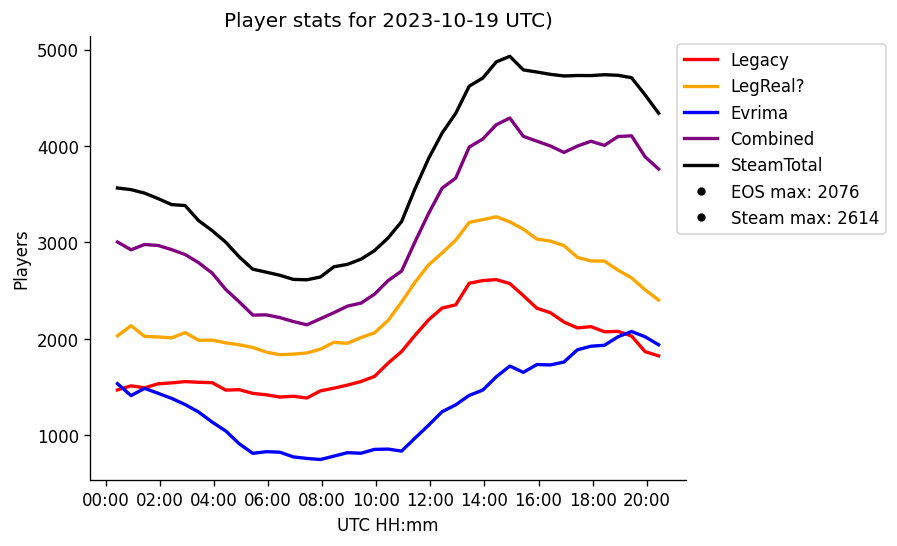 Player stats for 2023-10-19 UTC)
5000
4000
3000
2000
1000
Players
00:00 02:00 04:00 06:00 08:00 10:00 12:00 14:00 16:00 18:00 20:00
UTC HH:mm
Legacy
LegReal?
Evrima
Combined
SteamTotal
EOS max: 2076
Steam max: 2614